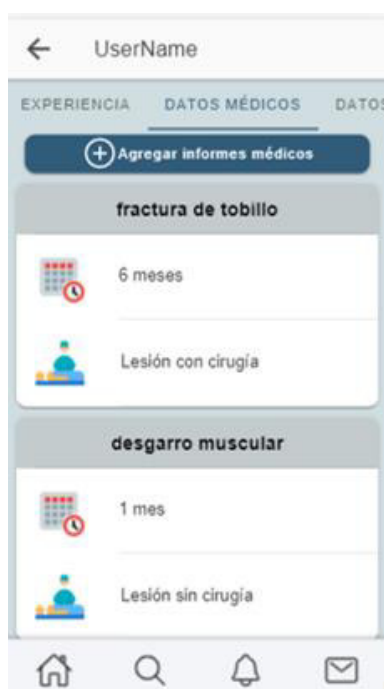 UserName
EXPERIENCIA DATOS MÉDICOS DATOS
Agregar informes médicos
fractura de tobillo
6 meses
Lesión con cirugía
desgarro muscular
1 mes
Lesión sin cirugía